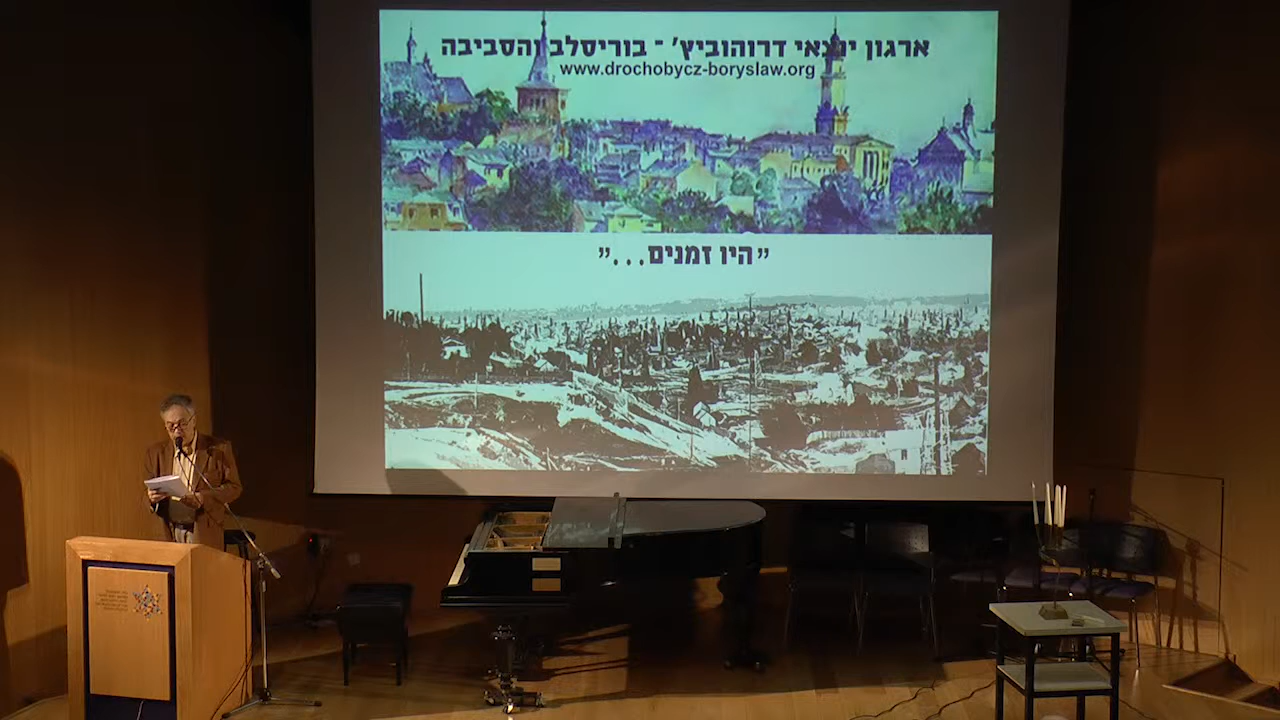 ארגון יוצאי דרוהוביץ' - בוריסלב והסביבה
www.drochobycz-boryslaw.org
"היו זמנים..."